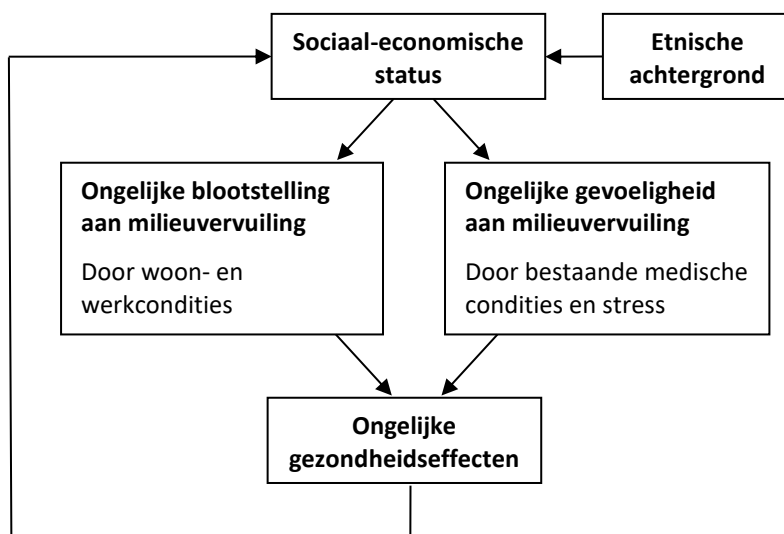 Sociaal-economische
status
Etnische
achtergrond
Ongelijke blootstelling
aan milieuvervuiling
Door woon- en
werkcondities
Ongelijke gevoeligheid
aan milieuvervuiling
Door bestaande medische
condities en stress
Ongelijke
gezondheidseffecten